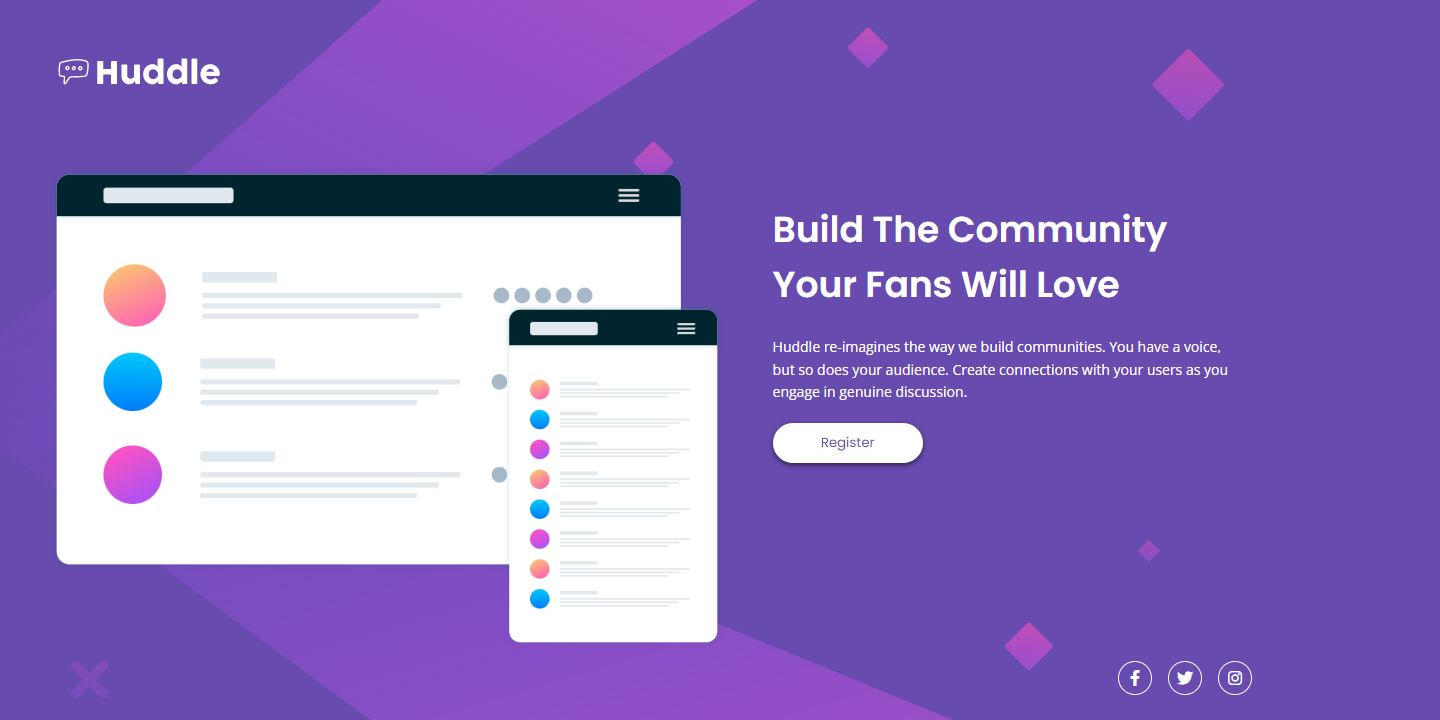 Huddle
Build The Community
Your Fans Will Love
Huddle re-imagines the way we build communities. You have a voice,
but so does your audience. Create connections with your users as you
engage in genuine discussion.
Register